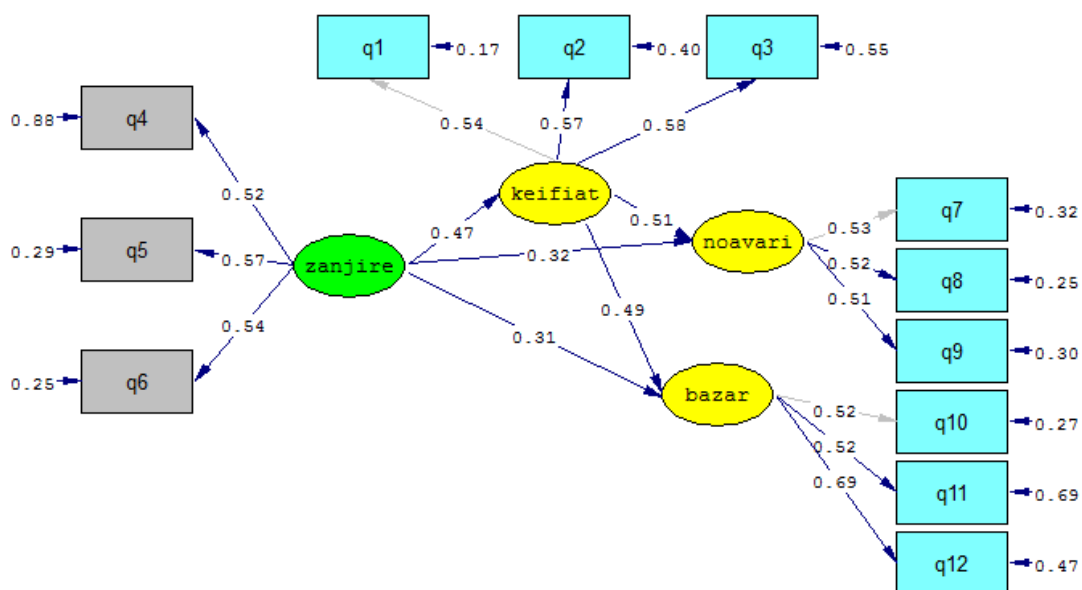 q1
0.17
q2
0.40
q3
0.55
q4
0.88
0.54
0.57
0.58
0.52
keifiat
q7
0.32
0.47
0.51
0.53
q5
0.29
0.57
zanjire
0.32
noavari
0.52
q8
0.25
0.51
0.54
0.31
0.49
q9
0.30
q6
0.25
bazar
0.52
q10
0.27
0.52
0.69
q11
0.69
q12
0.47